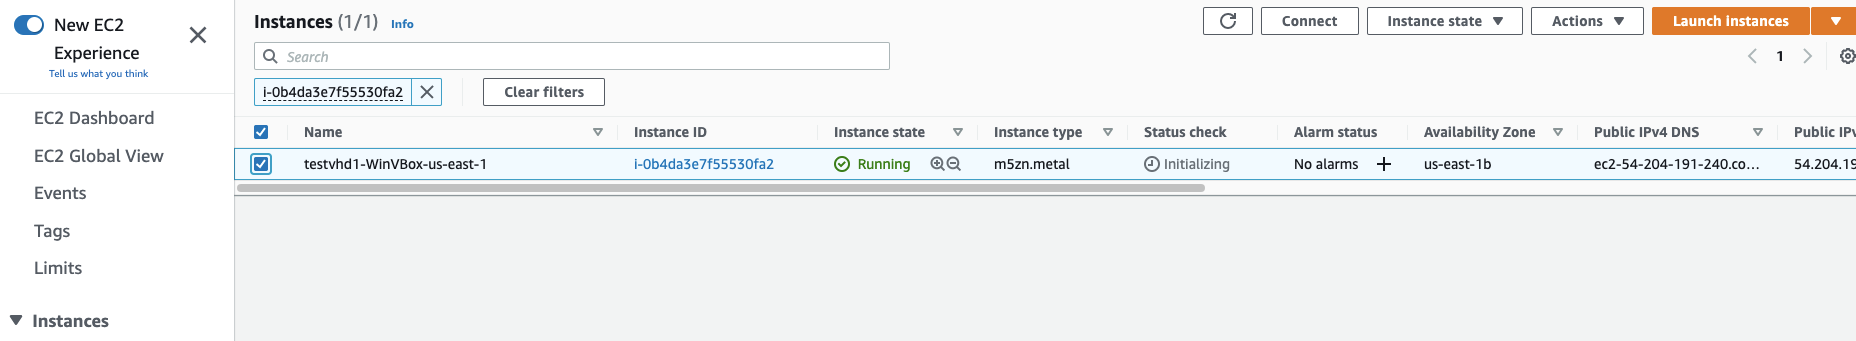 New EC2
Experience
Tell us what you think
EC2 Dashboard
EC2 Global View
Events
Tags
Limits
Instances
Instances (1/1) Info
Connect Instance state Actions Launch Instances
Search
1
i-0b4da3e7f55530fa2 Clear filters
Name Instance ID Instance state Instance type Status check Alarm status Availability Zone Public IPv4 DNS Public IPv
testvhd1-WinVBox-us-east-1 i-0b4da3e7f55530fa2 Running m5zn.metal Initializing No alarms + us-east-1b ec2-54-204-191-240.co... 54.204.19